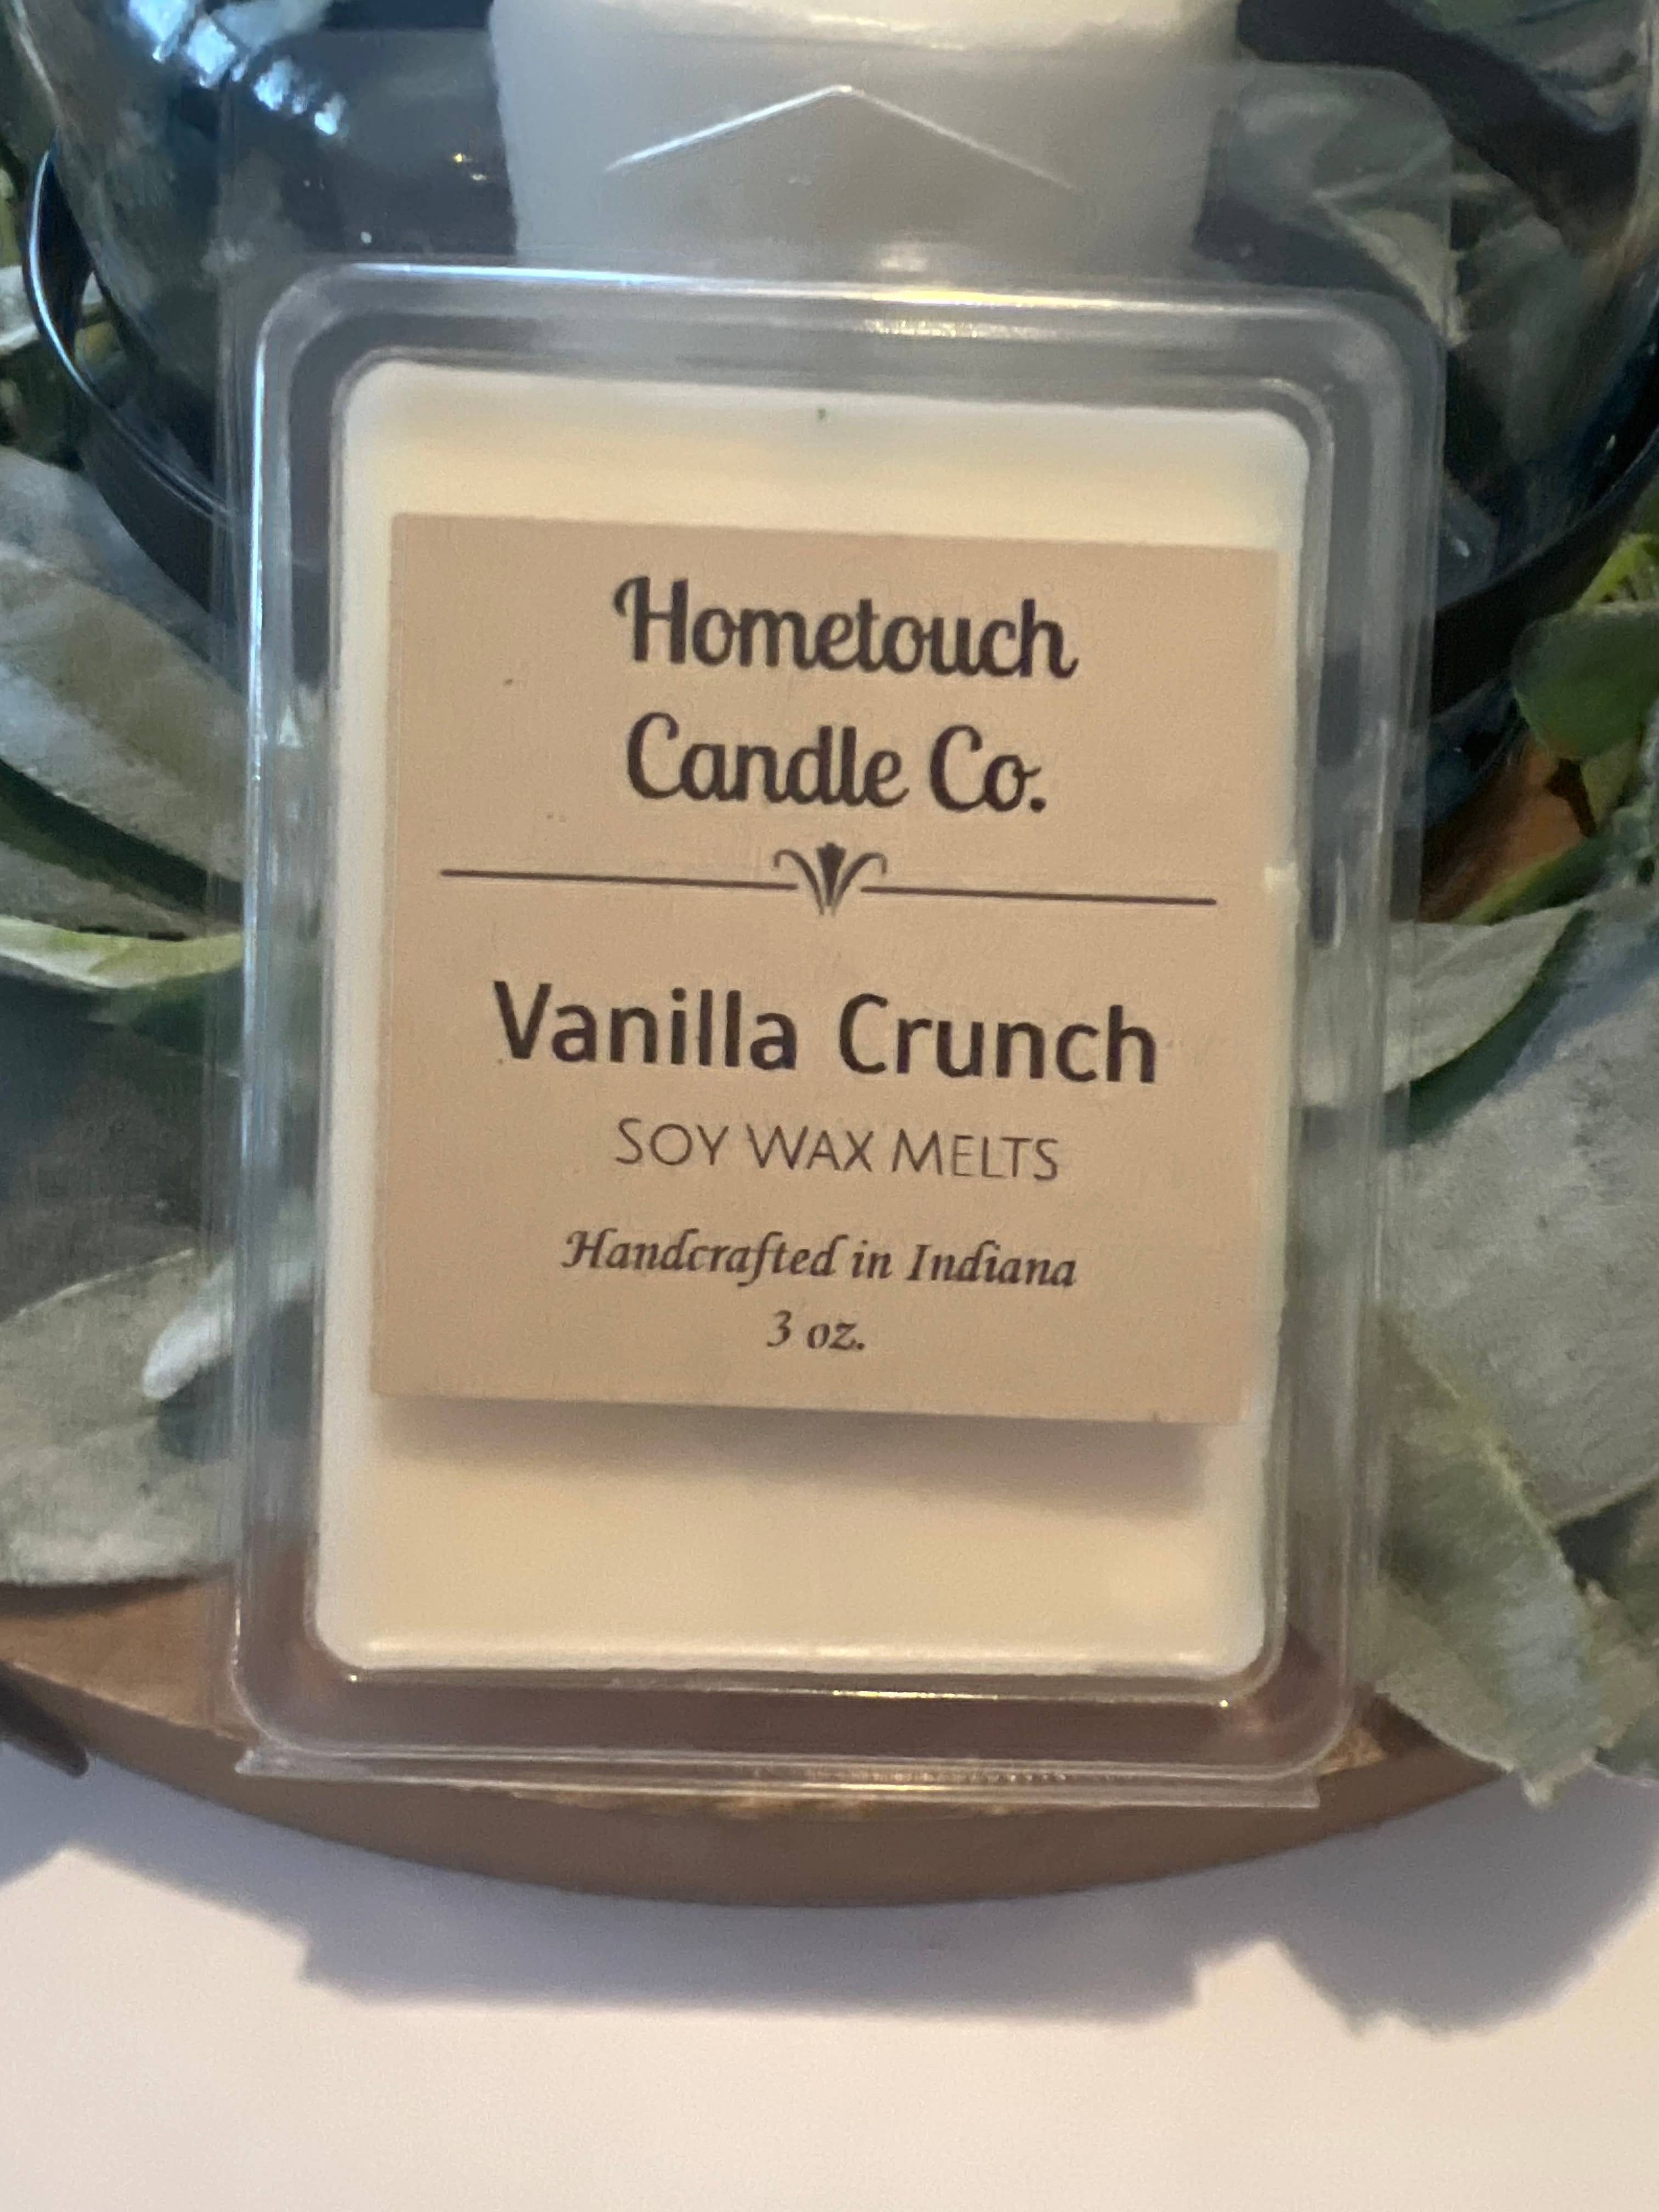 Hometouch
Candle Co.
Vanilla Crunch
SOY WAX MELTS
Handcrafted in Indiana
3 oz.